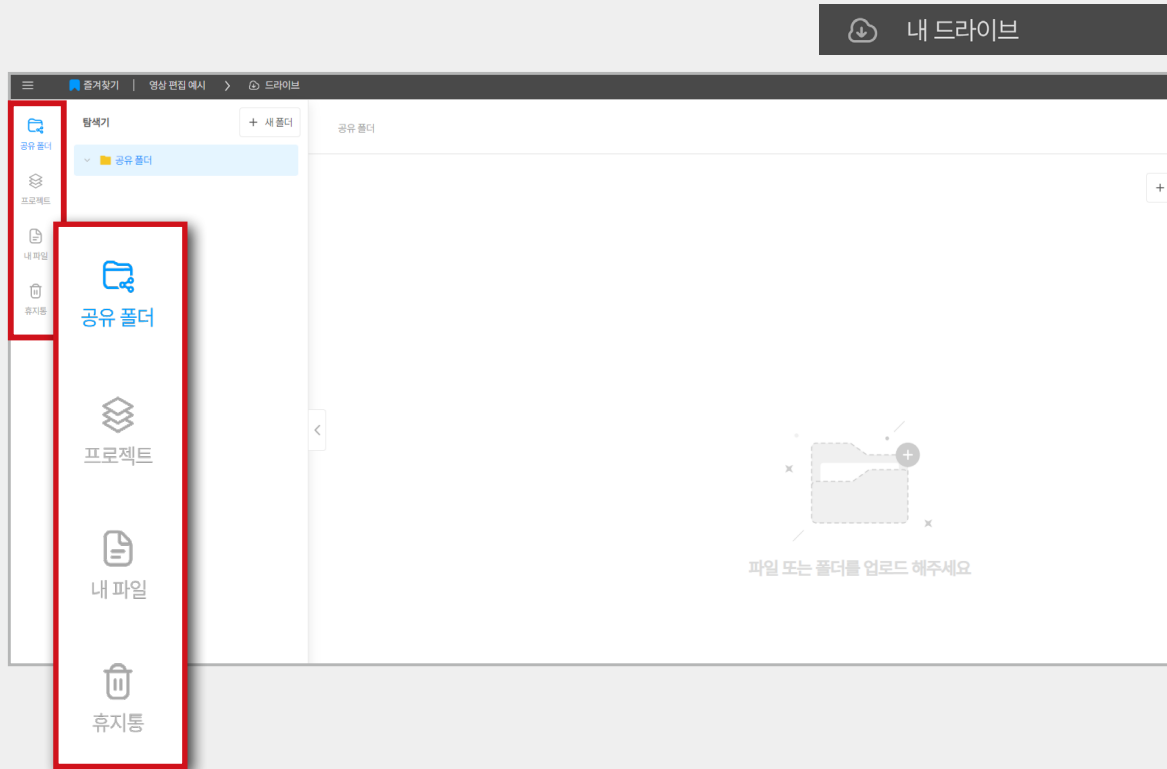 내 드라이브
즐겨찾기 | 영상 편집 예시 > 드라이브
공유 폴더
프로젝트
내 파일
휴지통
탐색기
+ 새 폴더
공유 폴더
공유 폴더
+
공유 폴더
프로젝트
내 파일
휴지통
파일 또는 폴더를 업로드 해주세요